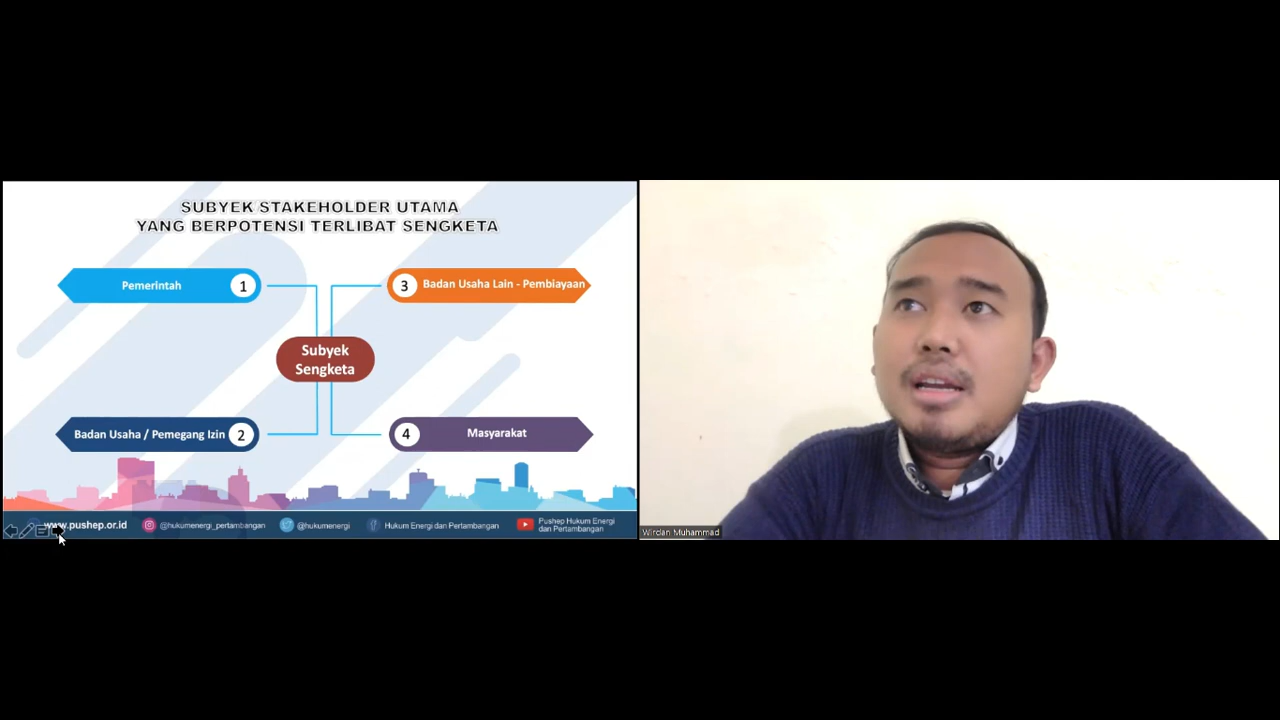 SUBYEK STAKEHOLDER UTAMA
YANG BERPOTENSI TERLIBAT SENGKETA
Pemerintah 1
3 Badan Usaha Lain - Pembiayaan
Subyek
Sengketa
Badan Usaha / Pemegang Izin 2
4 Masyarakat
www.pushep.or.id
@hukumenergi_pertambangan
@hukumenergi
Hukum Energi dan Pertambangan
Pushep Hukum Energi
dan Pertambangan
Wirdan Muhammad